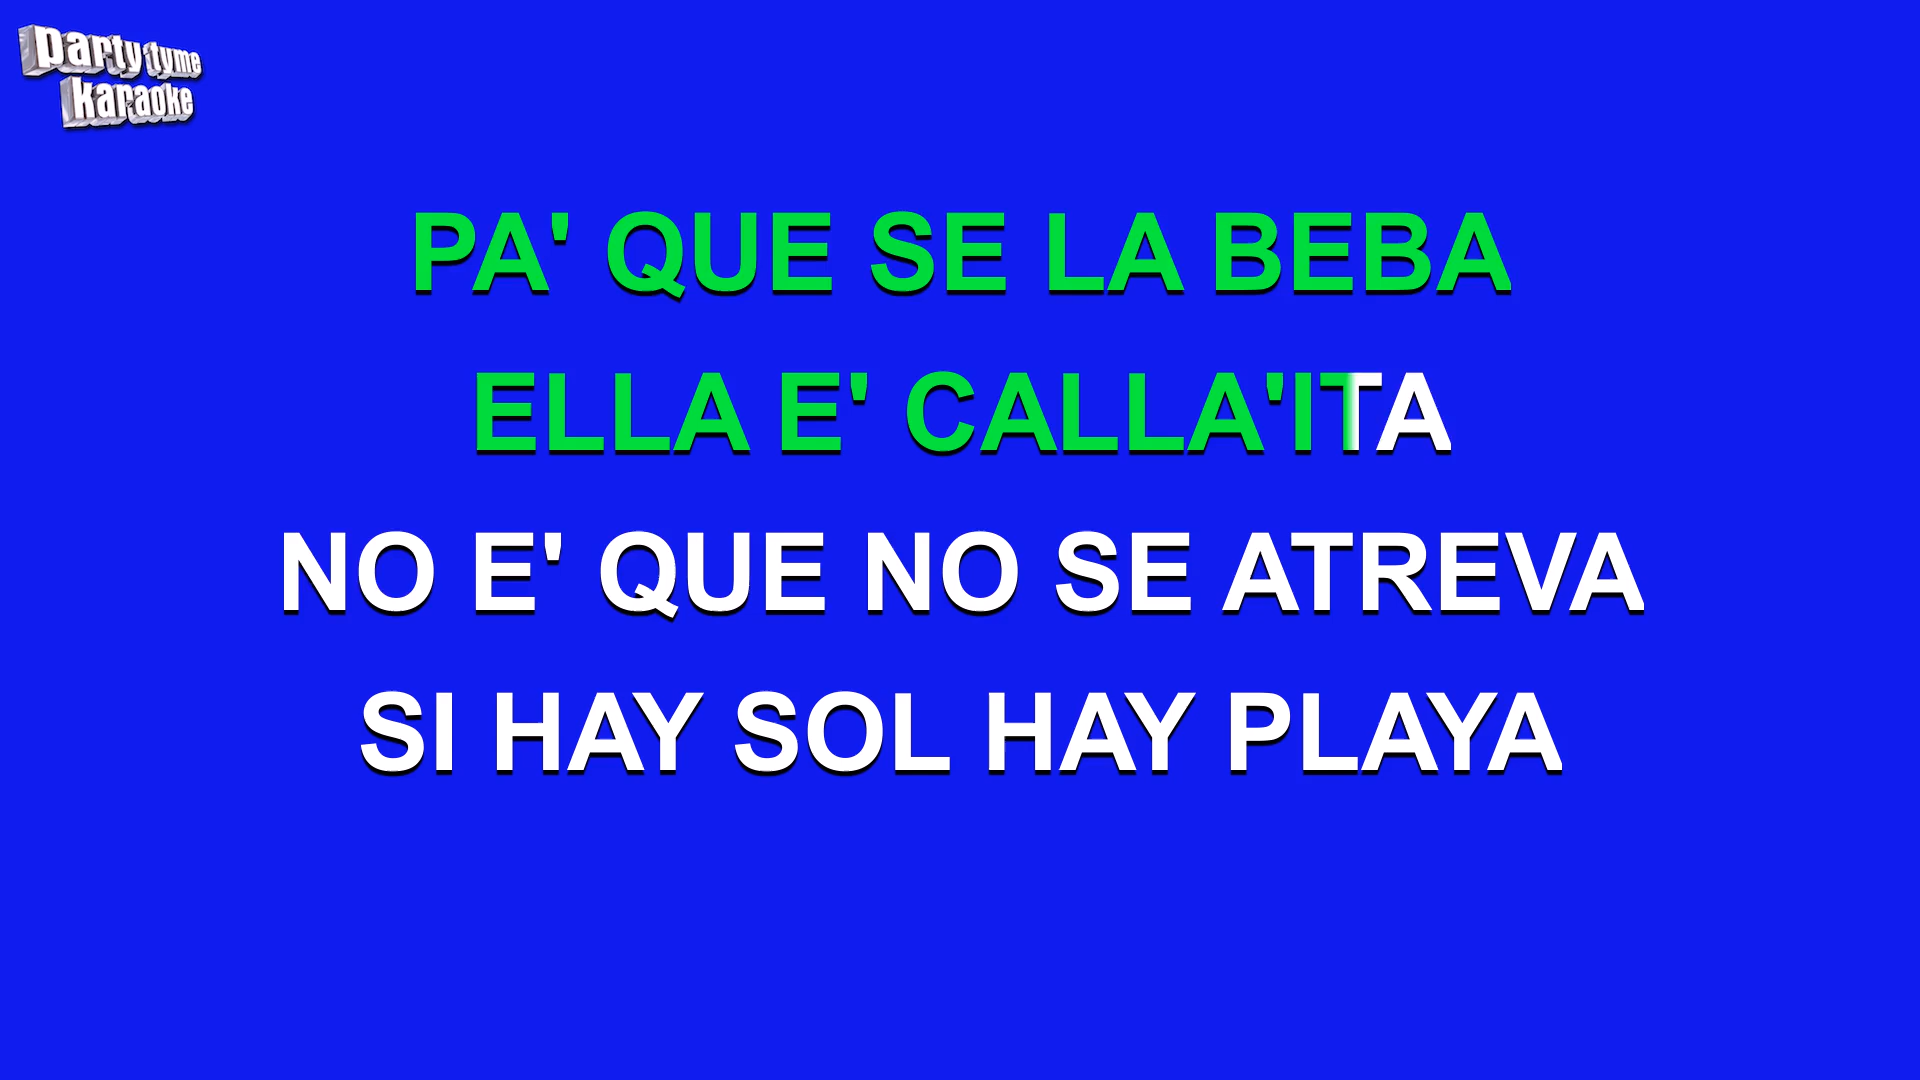 party tyme
karaoke
PA' QUE SE LA BEBA
ELLA E' CALLA'ITA
NO E' QUE NO SE ATREVA
SI HAY SOL HAY PLAYA